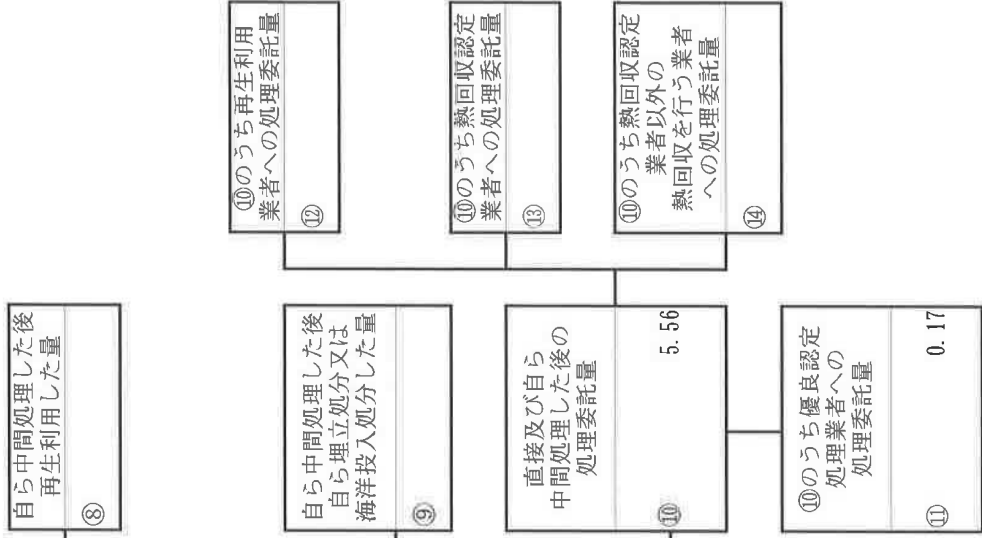 自ら中間処理した後
再生利用した量
⑧
自ら中間処理した後
自ら埋立処分又は
海洋投入処分した量
⑨
直接及び自ら
中間処理した後の
処理委託量
⑩
5.56
⑩のうち優良認定
処理業者への
処理委託量
⑪
0.17
⑩のうち再生利用
業者への処理委託量
⑫
⑩のうち熱回収認定
業者への処理委託量
⑬
⑩のうち熱回収認定
業者以外の
熱回収を行う業者
への処理委託量
⑭